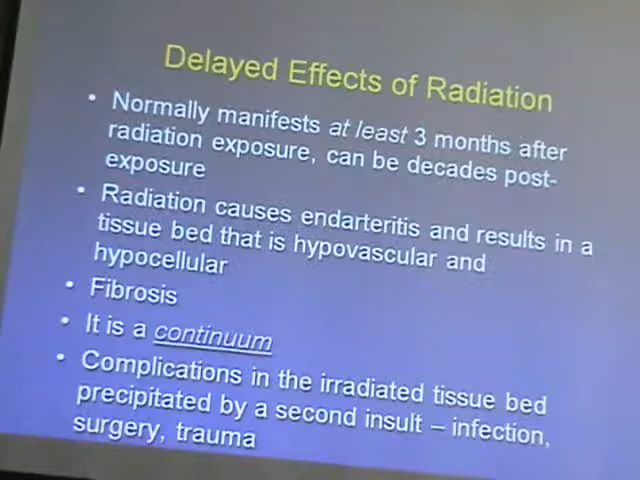 Delayed Effects of Radiation
• Normally manifests at least 3 months after
radiation exposure, can be decades post-
exposure
• Radiation causes endarteritis and results in a
tissue bed that is hypovascular and
hypocellular
• Fibrosis
• It is a continuum
• Complications in the irradiated tissue bed
precipitated by a second insult – infection,
surgery, trauma